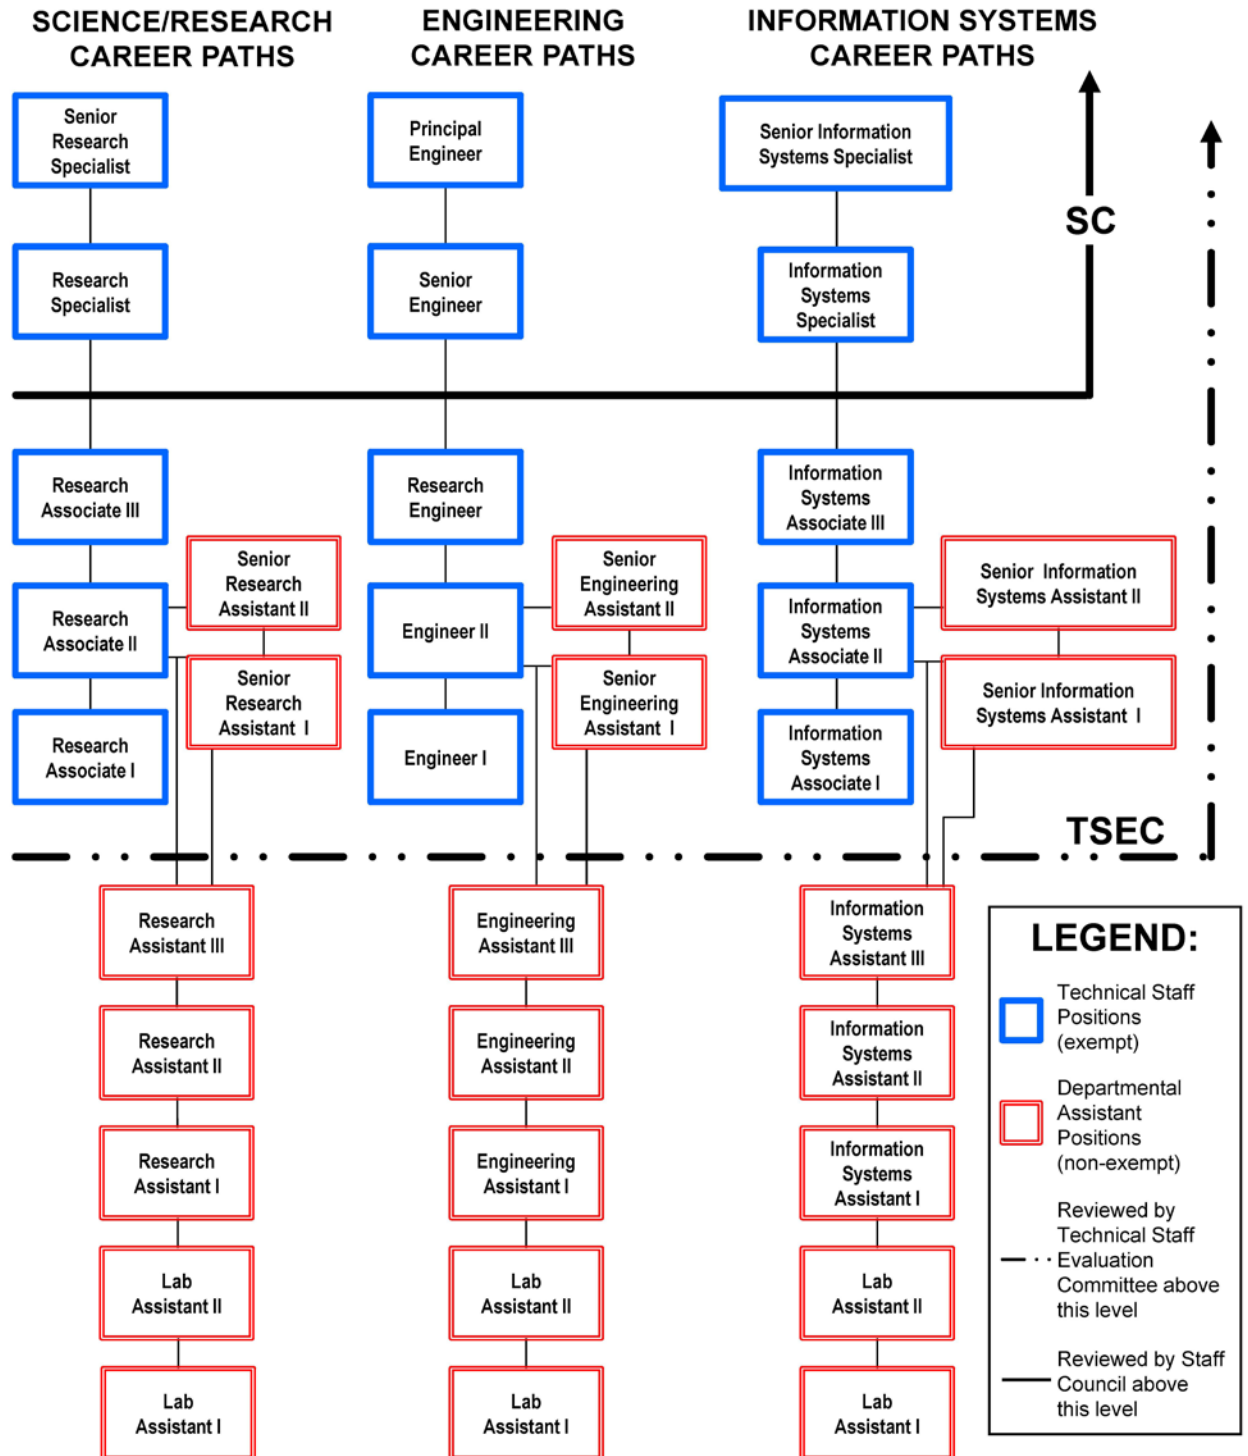 SCIENCE/RESEARCH
CAREER PATHS
ENGINEERING
CAREER PATHS
INFORMATION SYSTEMS
CAREER PATHS
Senior
Research
Specialist
Principal
Engineer
Senior Information
Systems Specialist
SC
Research
Specialist
Senior
Engineer
Information
Systems
Specialist
Research
Associate III
Research
Engineer
Information
Systems
Associate III
Senior
Research
Assistant II
Senior
Engineering
Assistant II
Senior Information
Systems Assistant II
Research
Associate II
Engineer II
Information
Systems
Associate II
Senior
Research
Assistant I
Senior
Engineering
Assistant I
Senior Information
Systems Assistant I
Research
Associate I
Engineer I
Information
Systems
Associate I
TSEC
Research
Assistant III
Engineering
Assistant III
Information
Systems
Assistant III
Research
Assistant II
Engineering
Assistant II
Information
Systems
Assistant II
Research
Assistant I
Engineering
Assistant I
Information
Systems
Assistant I
Lab
Assistant II
Lab
Assistant II
Lab
Assistant II
Lab
Assistant I
Lab
Assistant I
Lab
Assistant I
LEGEND:
Technical Staff
Positions
(exempt)
Departmental
Assistant
Positions
(non-exempt)
Reviewed by
Technical Staff
Evaluation
Committee above
this level
Reviewed by Staff
Council above
this level